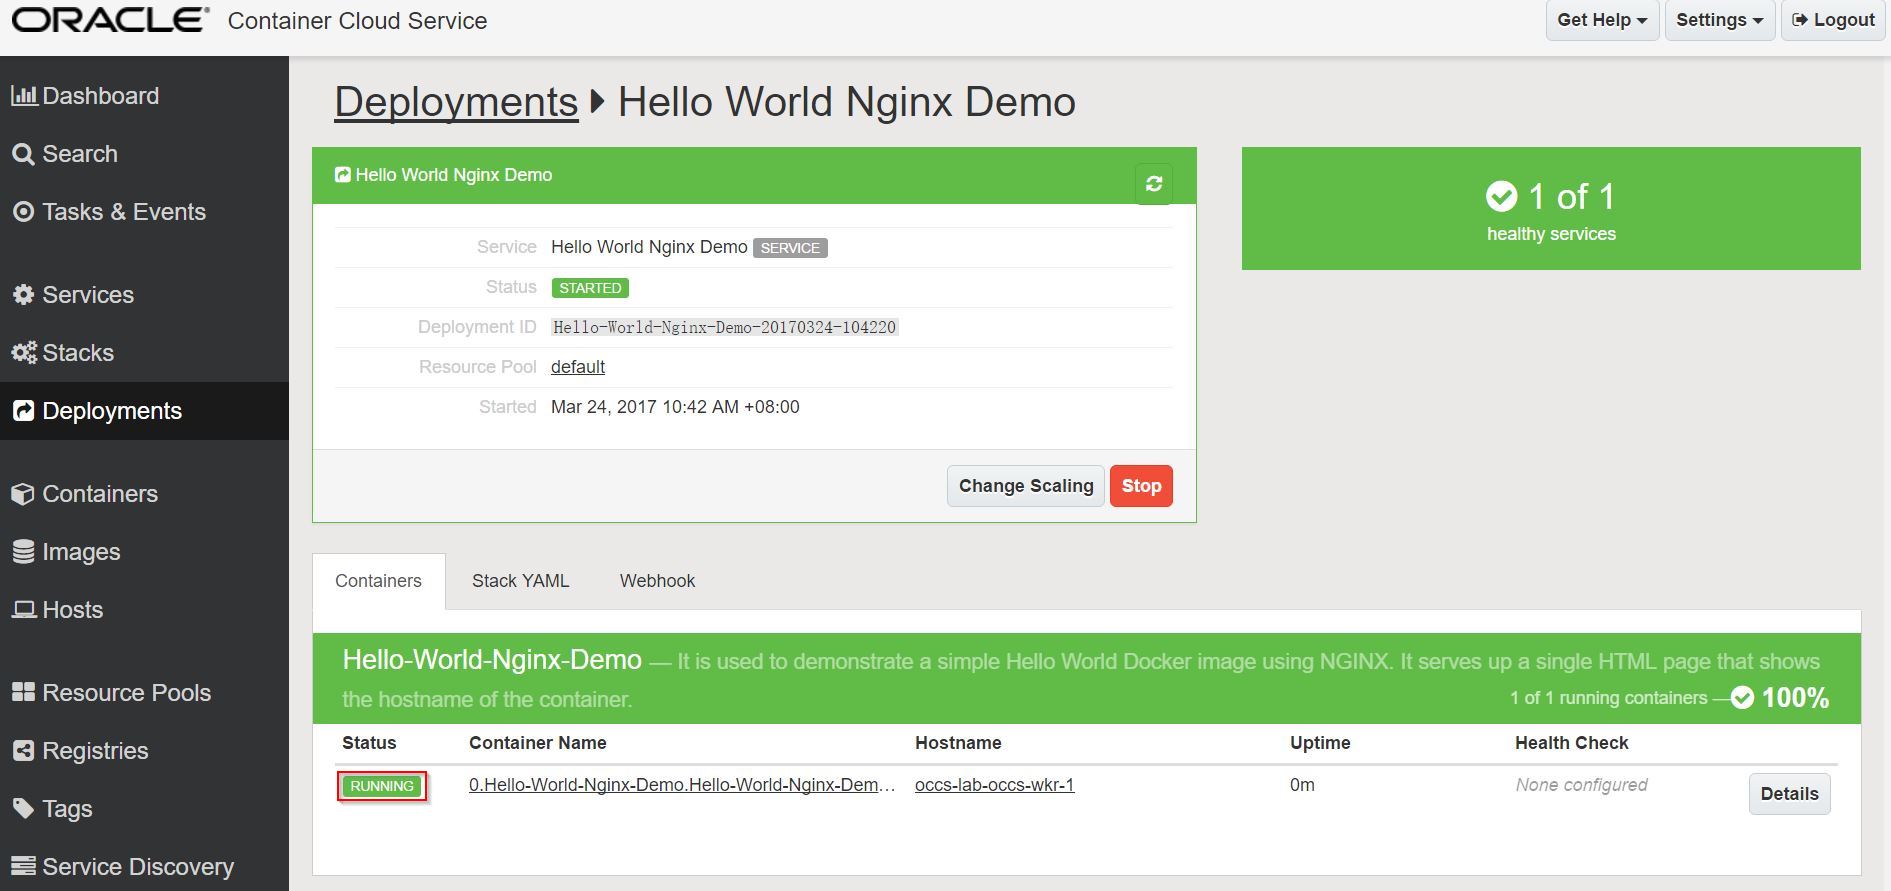 ORACLE® Container Cloud Service
Get Help
Settings
Logout
Dashboard
Search
Tasks & Events
Services
Stacks
Deployments
Containers
Images
Hosts
Resource Pools
Registries
Tags
Service Discovery
Deployments Hello World Nginx Demo
Hello World Nginx Demo
Service Hello World Nginx Demo SERVICE
Status STARTED
Deployment ID Hello-World-Nginx-Demo-20170324-104220
Resource Pool default
Started Mar 24, 2017 10:42 AM +08:00
Change Scaling Stop
1 of 1
healthy services
Containers Stack YAML Webhook
Hello-World-Nginx-Demo — It is used to demonstrate a simple Hello World Docker image using NGINX. It serves up a single HTML page that shows
the hostname of the container.
1 of 1 running containers — 100%
Status Container Name Hostname Uptime Health Check
RUNNING 0.Hello-World-Nginx-Demo.Hello-World-Nginx-Dem… occs-lab-occs-wkr-1 0m None configured Details